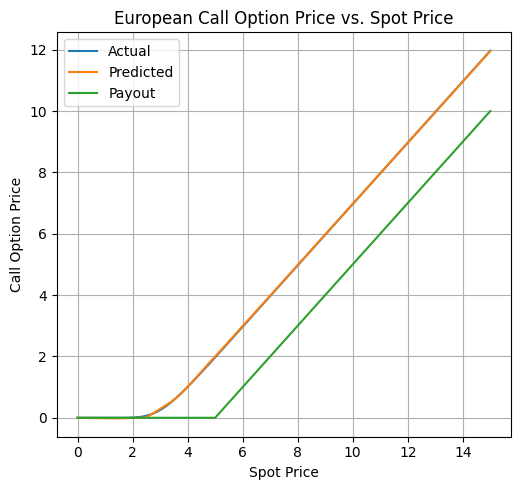 European Call Option Price vs. Spot Price
Actual
Predicted
Payout
Call Option Price
12
10
8
6
4
2
0
0 2 4 6 8 10 12 14
Spot Price